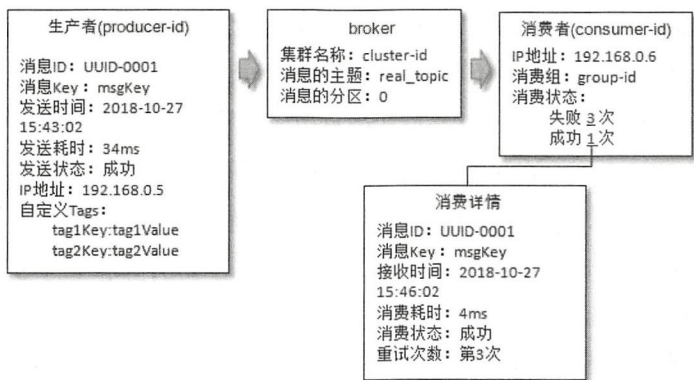 生产者(producer-id)
消息ID：UUID-0001
消息Key：msgKey
发送时间：2018-10-27
15:43:02
发送耗时：34ms
发送状态：成功
IP地址：192.168.0.5
自定义Tags：
tag1Key:tag1Value
tag2Key:tag2Value
broker
集群名称：cluster-id
消息的主题：real_topic
消息的分区：0
消费者(consumer-id)
IP地址：192.168.0.6
消费组：group-id
消费状态：
失败 3 次
成功 1 次
消费详情
消息ID：UUID-0001
消息Key：msgKey
接收时间：2018-10-27
15:46:02
消费耗时：4ms
消费状态：成功
重试次数：第3次